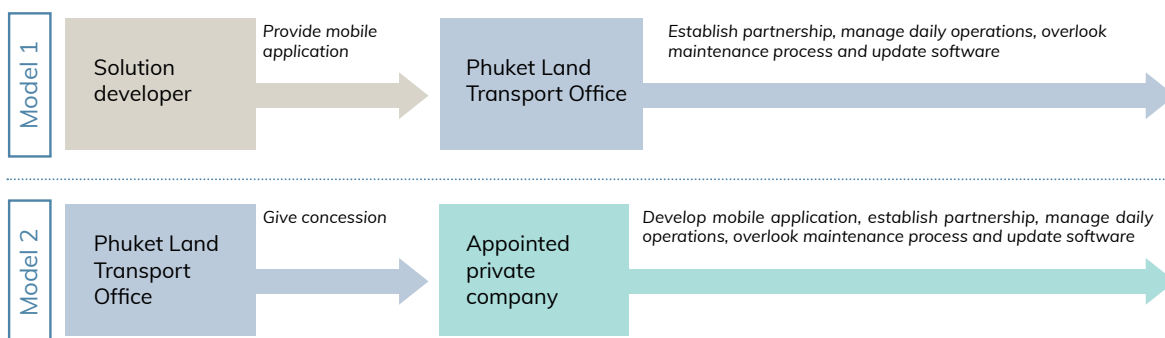 Model 1
Solution
developer
Provide mobile
application
Phuket Land
Transport Office
Establish partnership, manage daily operations, overlook
maintenance process and update software
Model 2
Phuket Land
Transport
Office
Give concession
Appointed
private
company
Develop mobile application, establish partnership, manage daily
operations, overlook maintenance process and update software